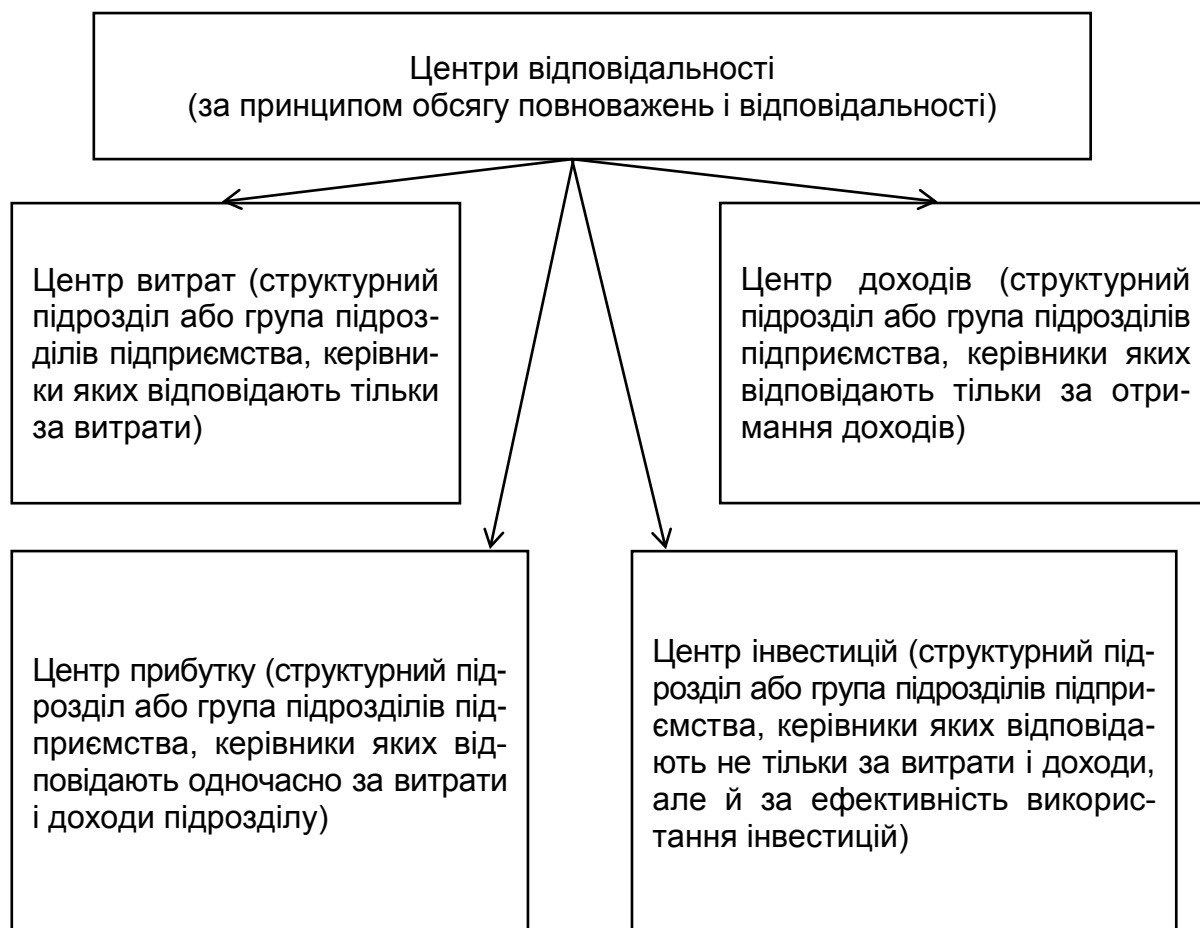 Центри відповідальності
(за принципом обсягу повноважень і відповідальності)
Центр витрат (структурний
підрозділ або група підроз-
ділів підприємства, керівни-
ки яких відповідають тільки
за витрати)
Центр доходів (структурний
підрозділ або група підрозділів
підприємства, керівники яких
відповідають тільки за отри-
мання доходів)
Центр прибутку (структурний під-
розділ або група підрозділів під-
приємства, керівники яких від-
повідають одночасно за витрати
і доходи підрозділу)
Центр інвестицій (структурний під-
розділ або група підрозділів підпри-
ємства, керівники яких відповіда-
ють не тільки за витрати і доходи,
але й за ефективність викорис-
тання інвестицій)